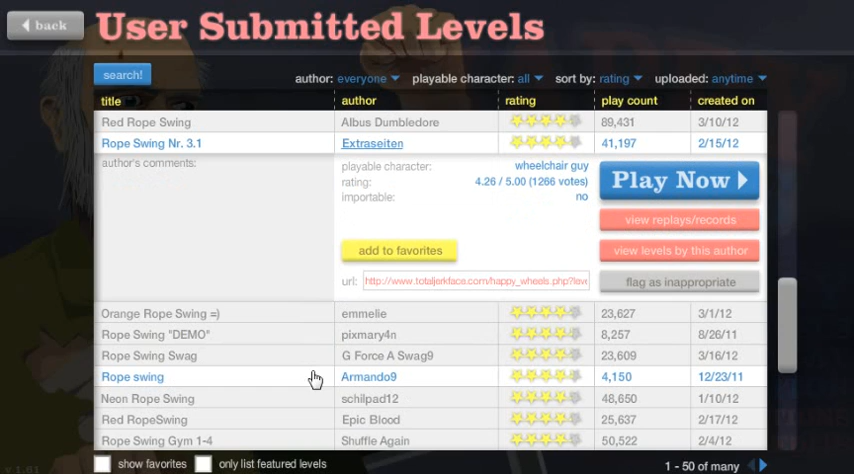 back
User Submitted Levels
search!
author: everyone playable character: all sort by: rating uploaded: anytime
title author rating play count created on
Red Rope Swing Albus Dumbledore 89,431 3/10/12
Rope Swing Nr. 3.1 Extraseiten 41,197 2/15/12
author's comments:
playable character: wheelchair guy
rating: 4.26 / 5.00 (1266 votes)
importable: no
Play Now
view replays/records
add to favorites
view levels by this author
url: http://www.totaljerkface.com/happy_wheels.php?leve
flag as inappropriate
Orange Rope Swing =) emmelie 23,627 3/1/12
Rope Swing "DEMO" pixmary4n 8,257 8/26/11
Rope Swing Swag G Force A Swag9 23,609 3/16/12
Rope swing Armando9 4,150 12/23/11
Neon Rope Swing schilpad12 48,650 1/10/12
Red RopeSwing Epic Blood 25,637 2/17/12
Rope Swing Gym 1-4 Shuffle Again 50,522 2/4/12
show favorites only list featured levels 1 - 50 of many
v 1.61